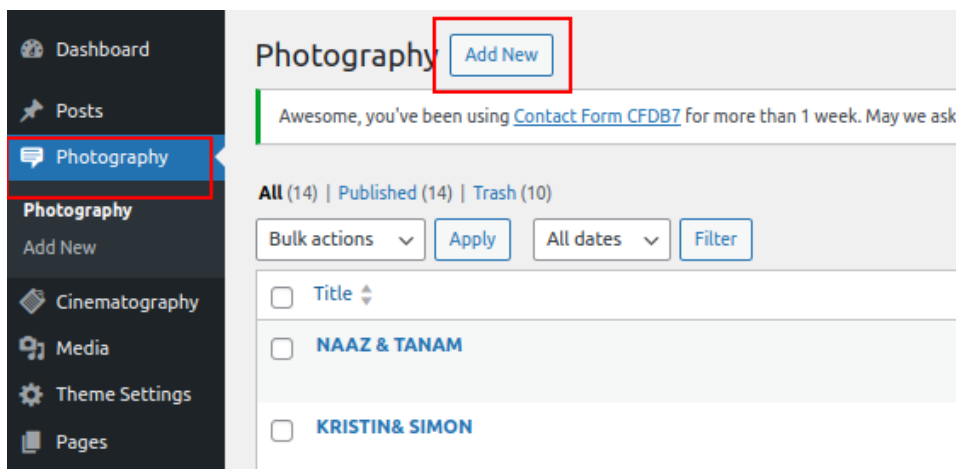 Dashboard
Posts
Photography
Photography
Add New
Cinematography
Media
Theme Settings
Pages
Photography Add New
Awesome, you've been using Contact Form CFDB7 for more than 1 week. May we ask
All (14) | Published (14) | Trash (10)
Bulk actions Apply All dates Filter
Title
NAAZ & TANAM
KRISTIN& SIMON